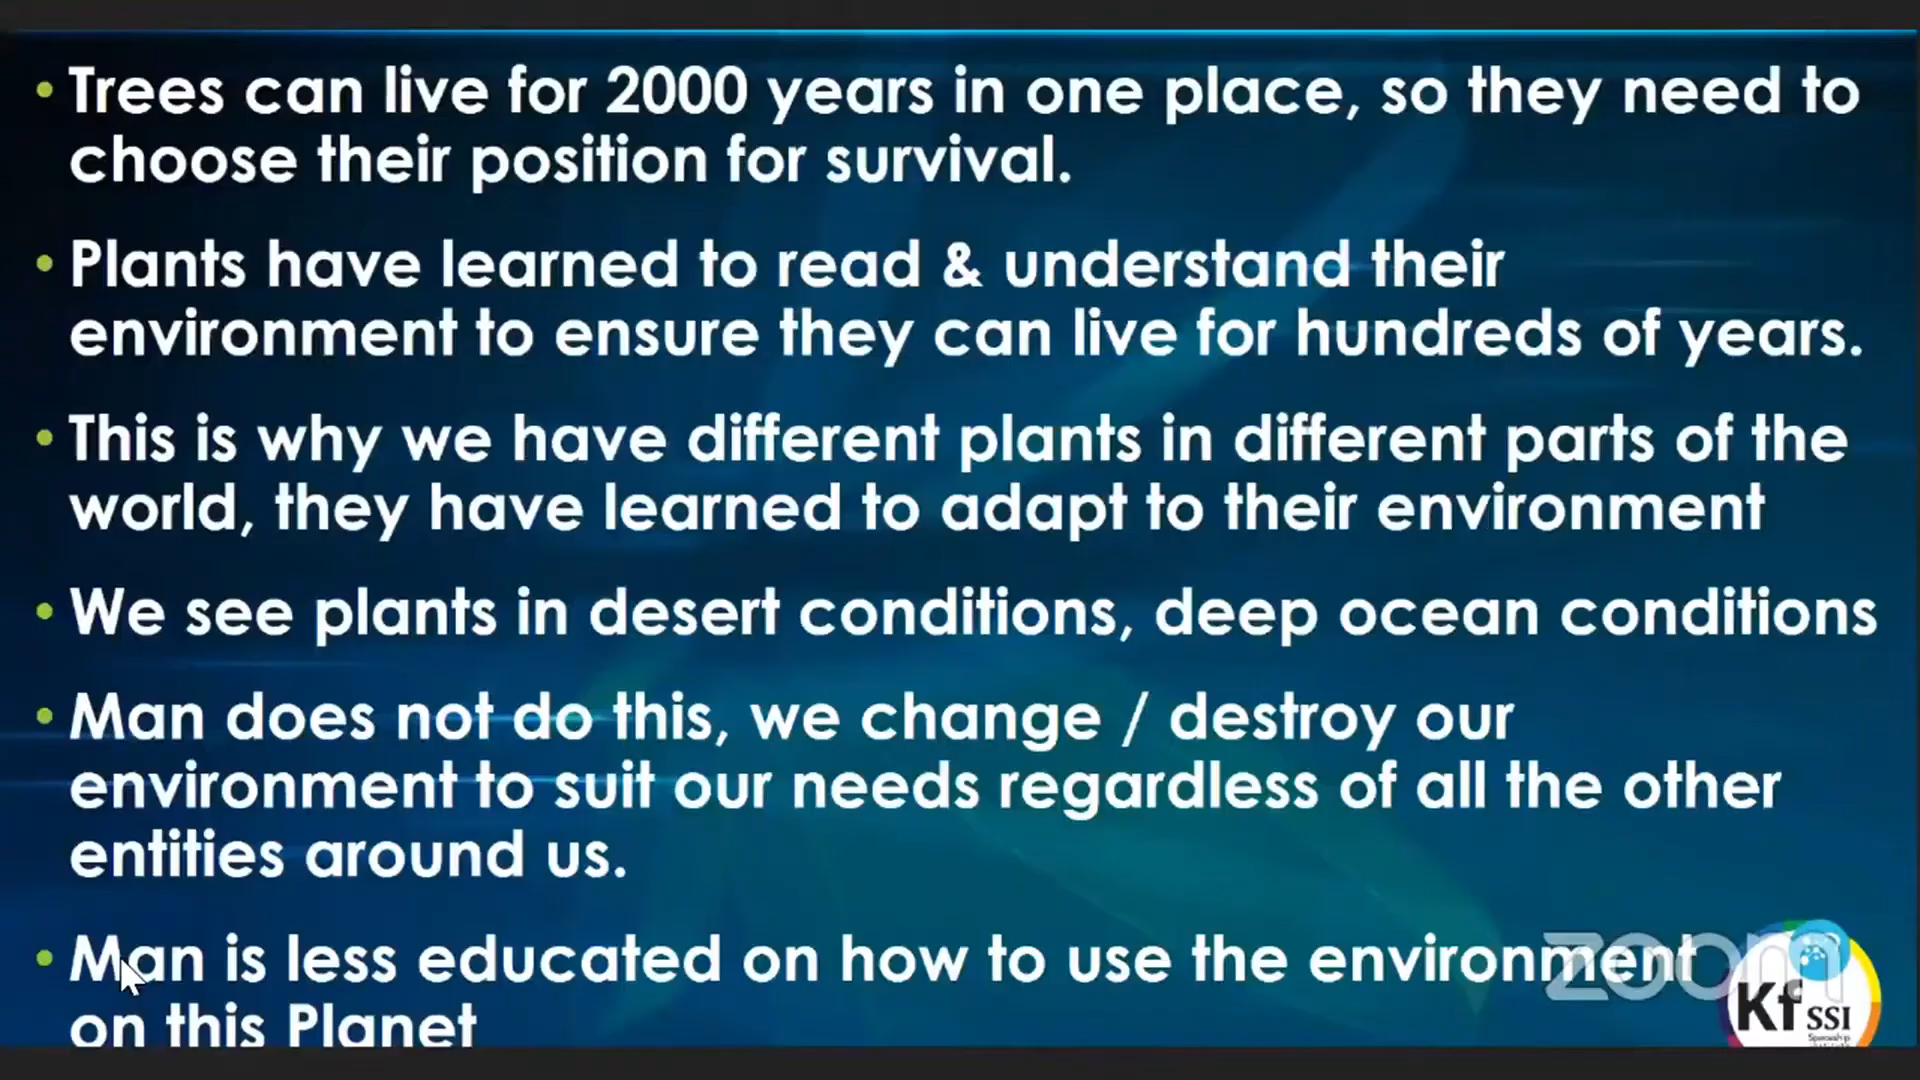 • Trees can live for 2000 years in one place, so they need to
choose their position for survival.
• Plants have learned to read & understand their
environment to ensure they can live for hundreds of years.
• This is why we have different plants in different parts of the
world, they have learned to adapt to their environment
• We see plants in desert conditions, deep ocean conditions
• Man does not do this, we change / destroy our
environment to suit our needs regardless of all the other
entities around us.
• Man is less educated on how to use the environment
on this Planet
zoom
Kf SSI
Spaceship